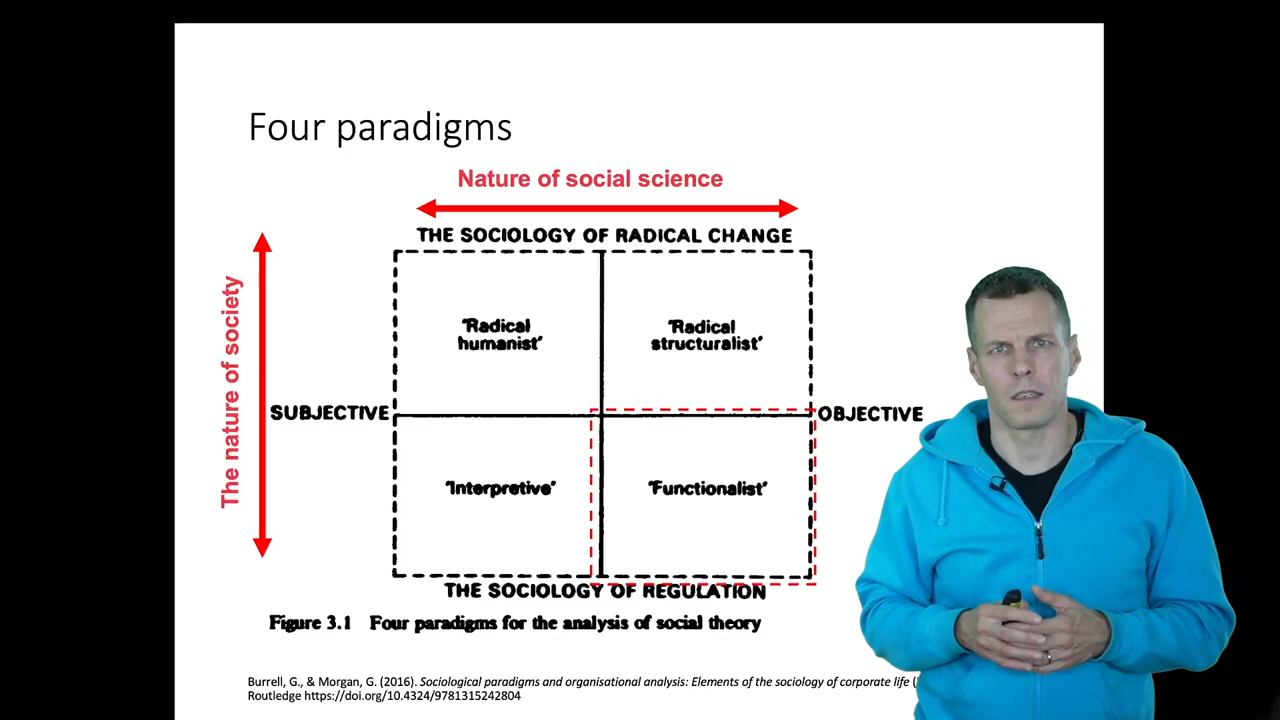 Four paradigms
Nature of social science
THE SOCIOLOGY OF RADICAL CHANGE
The nature of society
'Radical
humanist'
'Radical
structuralist'
SUBJECTIVE
OBJECTIVE
'Interpretive'
'Functionalist'
THE SOCIOLOGY OF REGULATION
Figure 3.1 Four paradigms for the analysis of social theory
Burrell, G., & Morgan, G. (2016). Sociological paradigms and organisational analysis: Elements of the sociology of corporate life (
Routledge https://doi.org/10.4324/9781315242804